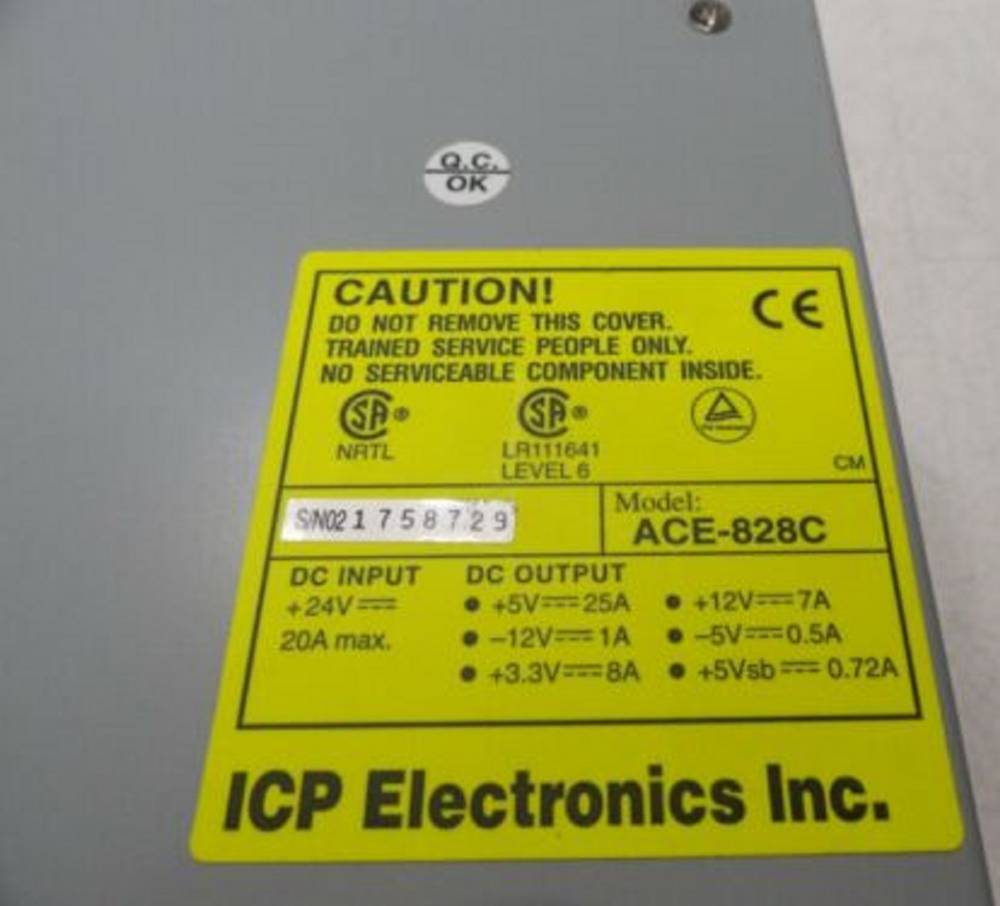 Q.C.
OK
CAUTION!
CE
DO NOT REMOVE THIS COVER.
TRAINED SERVICE PEOPLE ONLY.
NO SERVICEABLE COMPONENT INSIDE.
SA® SA®
NRTL LR111641
LEVEL 6 CM
S/N021758729 Model:
ACE-828C
DC INPUT DC OUTPUT
+24V ⎓ ● +5V ⎓ 25A ● +12V ⎓ 7A
20A max. ● –12V ⎓ 1A ● –5V ⎓ 0.5A
● +3.3V ⎓ 8A ● +5Vsb ⎓ 0.72A
ICP Electronics Inc.